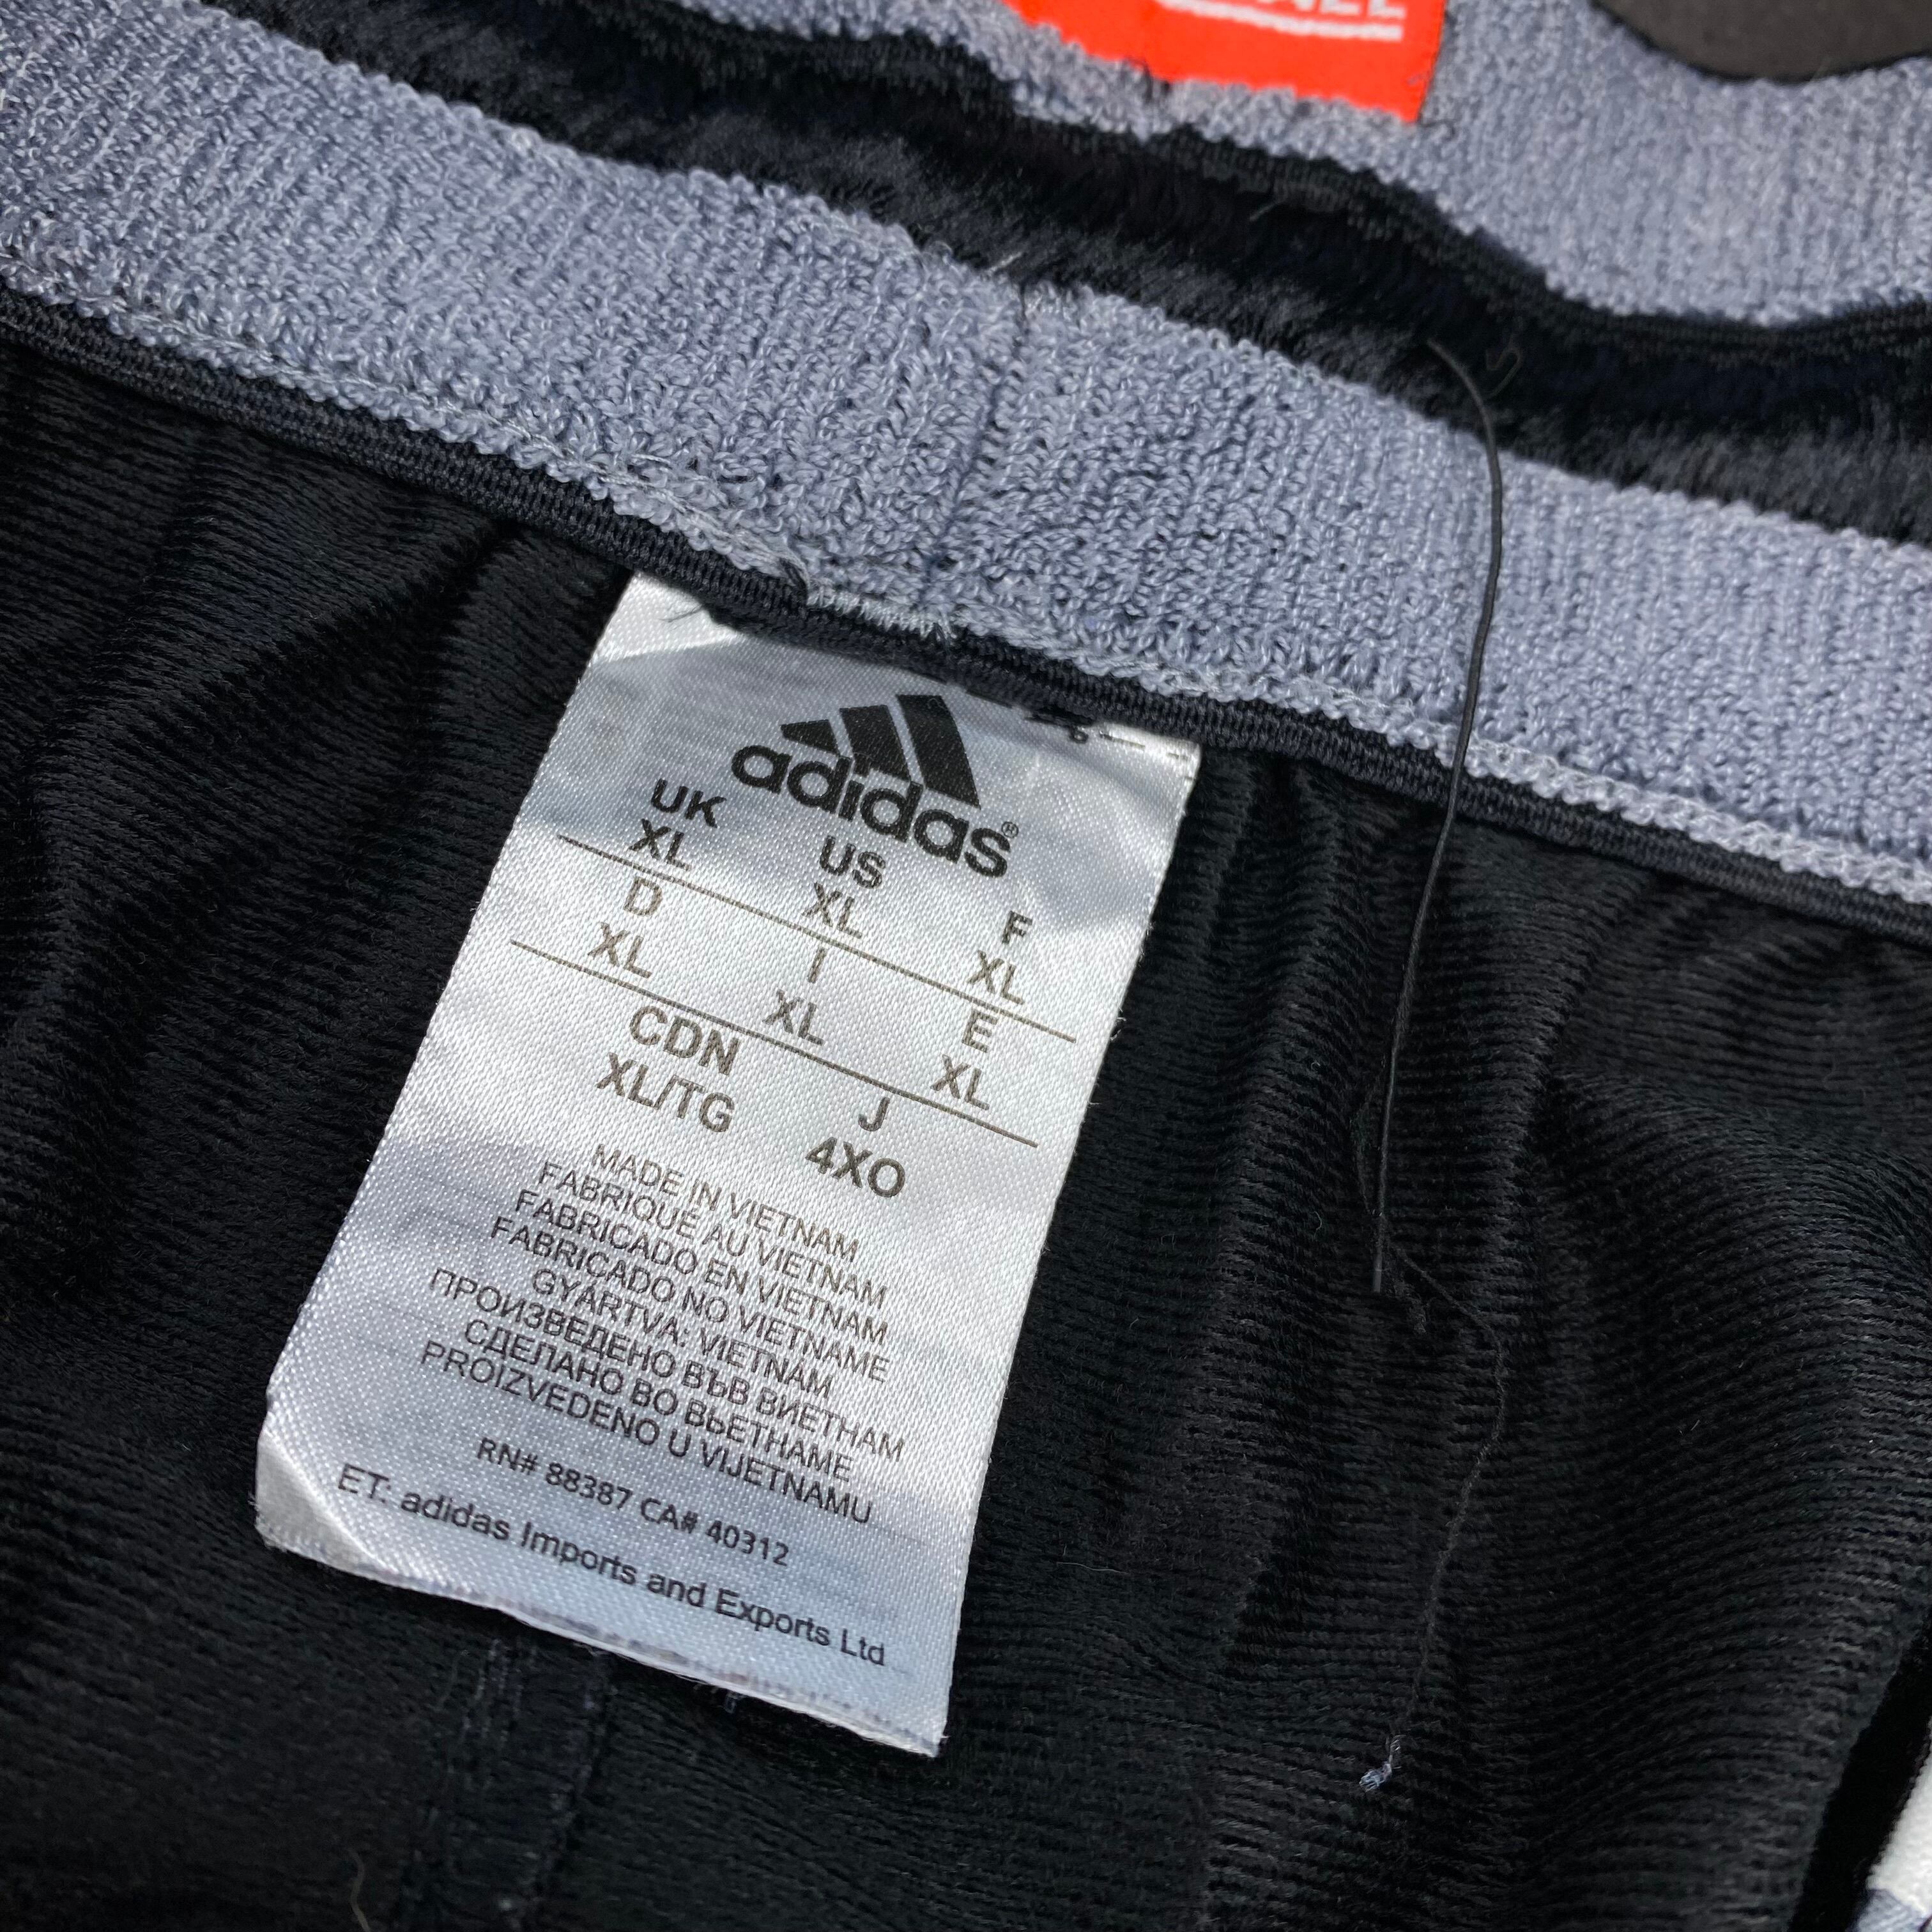 adidas®
UK US F
XL XL XL
D I E
XL XL XL
CDN J
XL/TG 4XO
MADE IN VIETNAM
FABRIQUÉ AU VIETNAM
FABRICADO EN VIETNAM
FABRICADO NO VIETNAME
GYÁRTVA: VIETNAM
ПРОИЗВЕДЕНО ВЪВ ВИЕТНАМ
СДЕЛАНО ВО ВЬЕТНАМЕ
PROIZVEDENO U VIJETNAMU
RN# 88387 CA# 40312
ET: adidas Imports and Exports Ltd